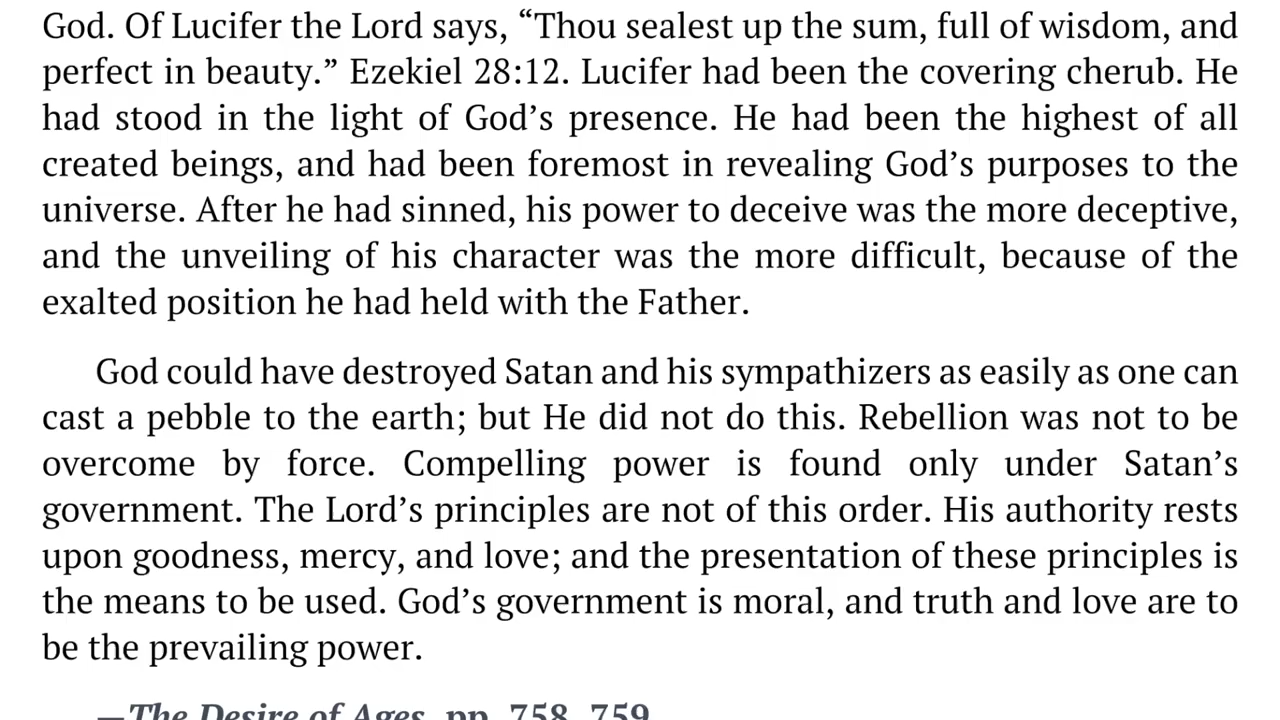 God. Of Lucifer the Lord says, “Thou sealest up the sum, full of wisdom, and
perfect in beauty.” Ezekiel 28:12. Lucifer had been the covering cherub. He
had stood in the light of God’s presence. He had been the highest of all
created beings, and had been foremost in revealing God’s purposes to the
universe. After he had sinned, his power to deceive was the more deceptive,
and the unveiling of his character was the more difficult, because of the
exalted position he had held with the Father.
God could have destroyed Satan and his sympathizers as easily as one can
cast a pebble to the earth; but He did not do this. Rebellion was not to be
overcome by force. Compelling power is found only under Satan’s
government. The Lord’s principles are not of this order. His authority rests
upon goodness, mercy, and love; and the presentation of these principles is
the means to be used. God’s government is moral, and truth and love are to
be the prevailing power.
—The Desire of Ages, pp. 758, 759